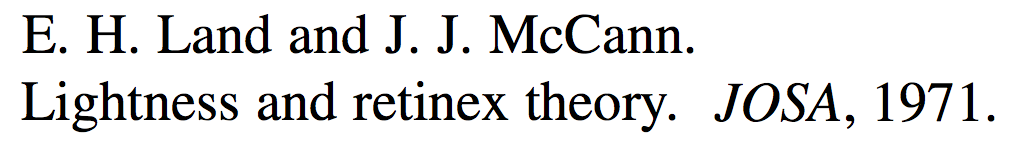 E. H. Land and J. J. McCann.
Lightness and retinex theory. JOSA, 1971.